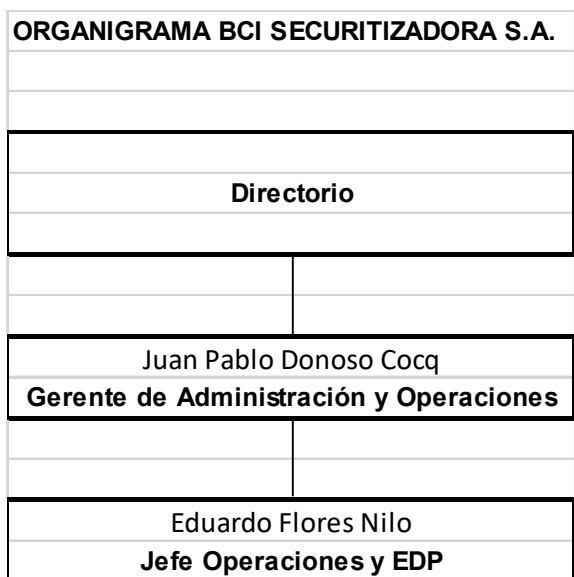 ORGANIGRAMA BCI SECURITIZADORA S.A.
Directorio
Juan Pablo Donoso Cocq
Gerente de Administración y Operaciones
Eduardo Flores Nilo
Jefe Operaciones y EDP